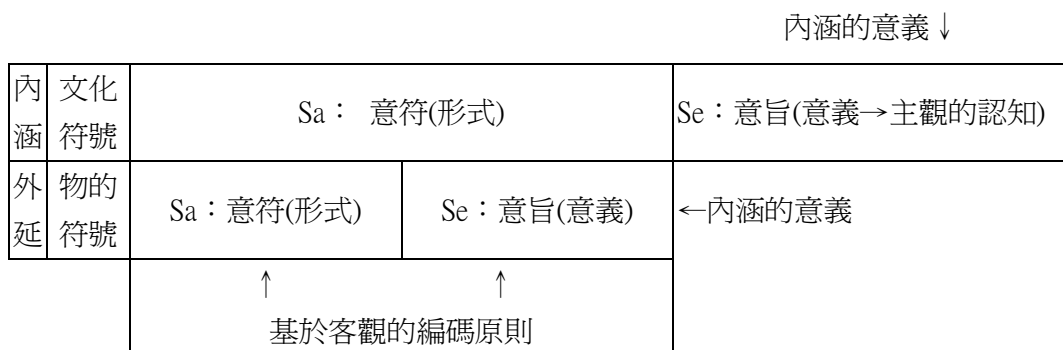 內涵的意義↓
內涵 文化符號 Sa： 意符(形式) Se：意旨(意義→主觀的認知)
外延 物的符號 Sa：意符(形式) Se：意旨(意義) ←內涵的意義
↑ ↑
基於客觀的編碼原則